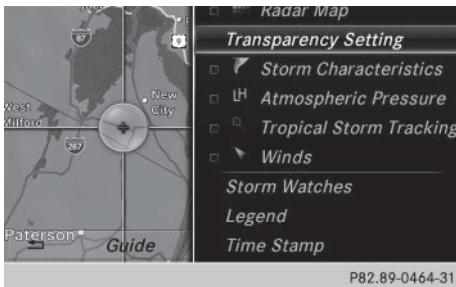 Radar Map
87
9
Transparency Setting
Storm Characteristics
New
City
West
Milford
LH Atmospheric Pressure
Tropical Storm Tracking
287
Winds
Storm Watches
Legend
Paterson
Guide
Time Stamp
P82.89-0464-31